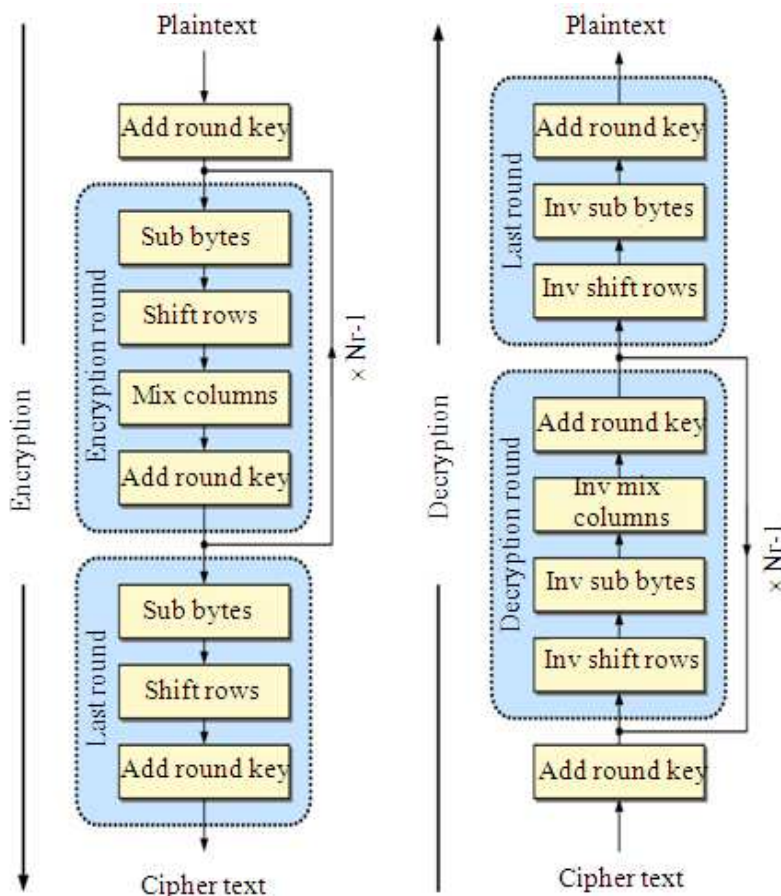 Plaintext
Add round key
Sub bytes
Shift rows
Mix columns
Add round key
Encryption round
× Nr-1
Encryption
Sub bytes
Shift rows
Add round key
Last round
Cipher text
Plaintext
Add round key
Inv sub bytes
Inv shift rows
Last round
Decryption
Add round key
Inv mix
columns
Inv sub bytes
Inv shift rows
Decryption round
× Nr-1
Add round key
Cipher text